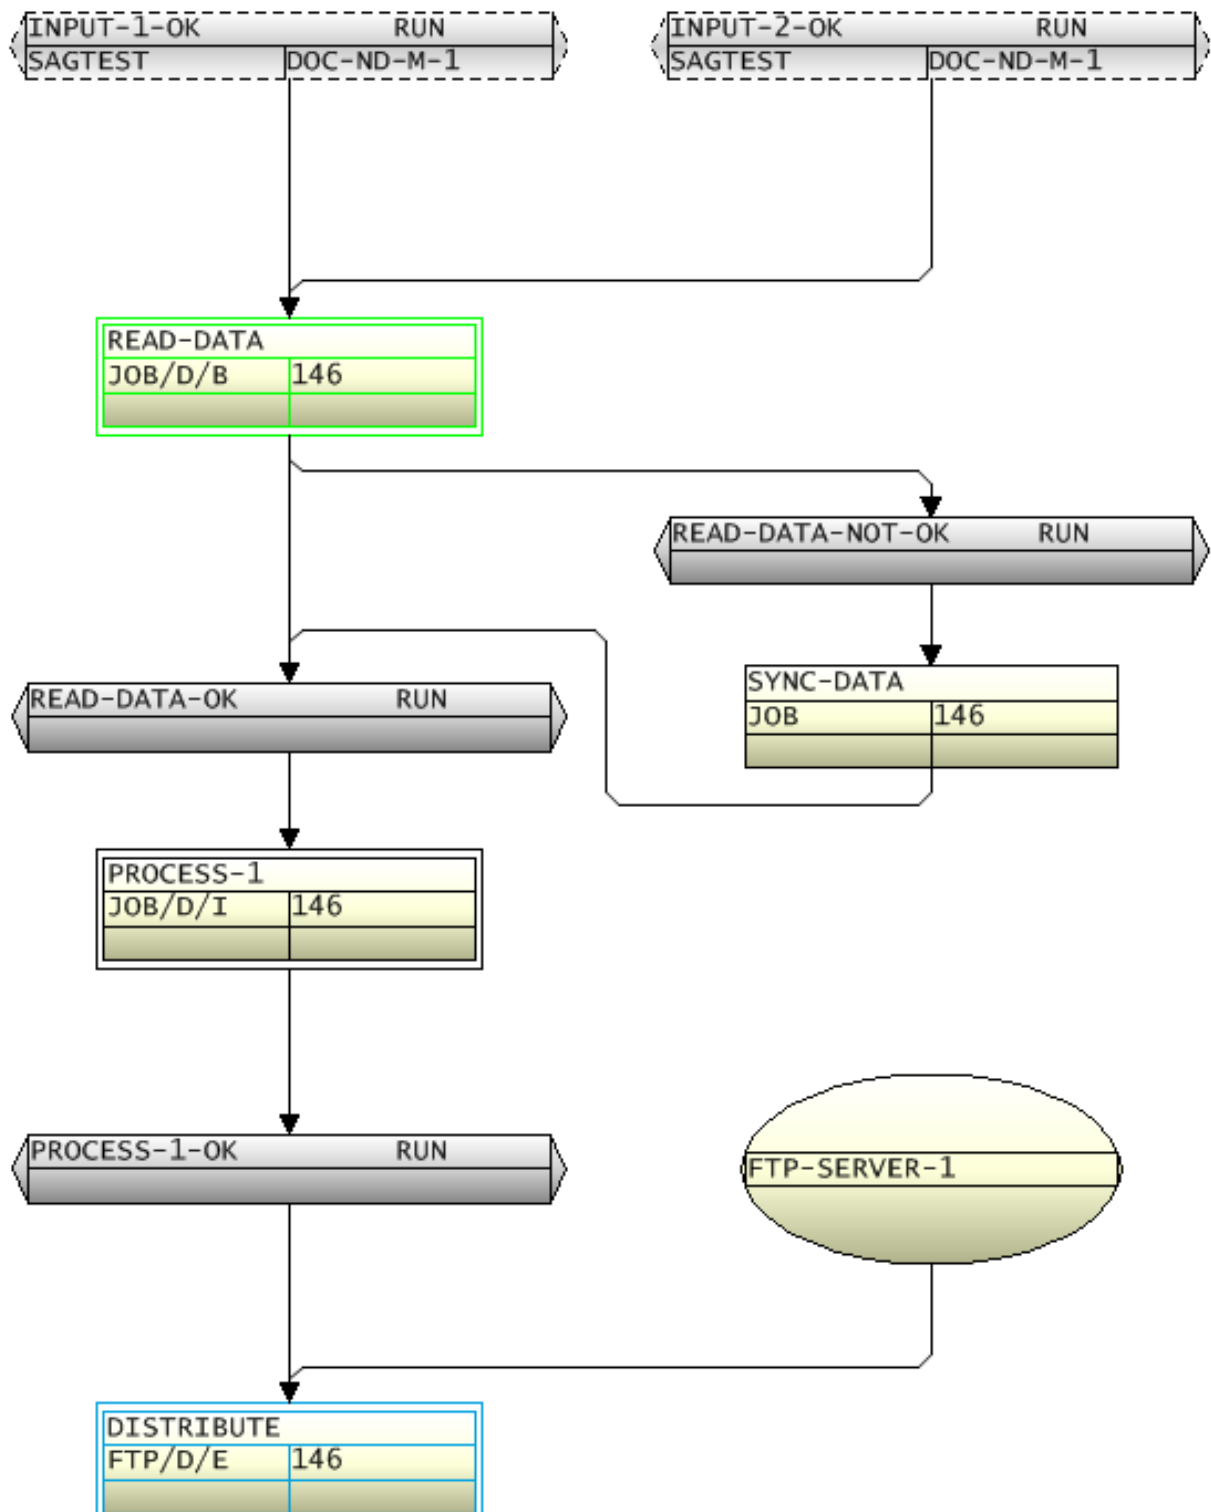 INPUT-1-OK RUN
SAGTEST DOC-ND-M-1
INPUT-2-OK RUN
SAGTEST DOC-ND-M-1
READ-DATA
JOB/D/B 146
READ-DATA-NOT-OK RUN
SYNC-DATA
JOB 146
READ-DATA-OK RUN
PROCESS-1
JOB/D/I 146
PROCESS-1-OK RUN
FTP-SERVER-1
DISTRIBUTE
FTP/D/E 146